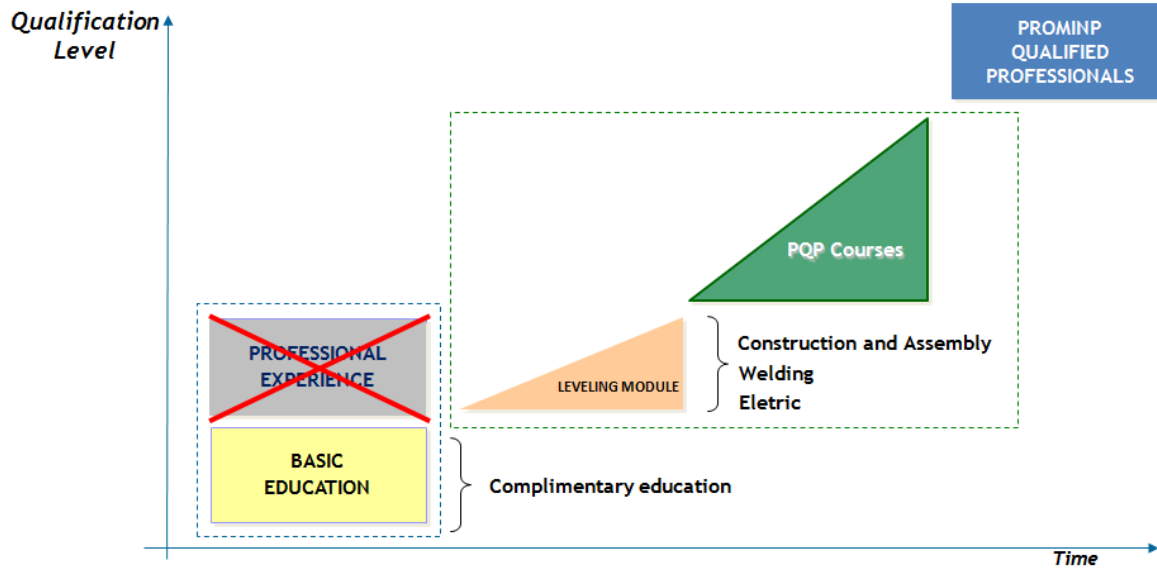 Qualification
Level
PROMINP
QUALIFIED
PROFESSIONALS
PQP Courses
PROFESSIONAL
EXPERIENCE
LEVELING MODULE
Construction and Assembly
Welding
Eletric
BASIC
EDUCATION
Complimentary education
Time